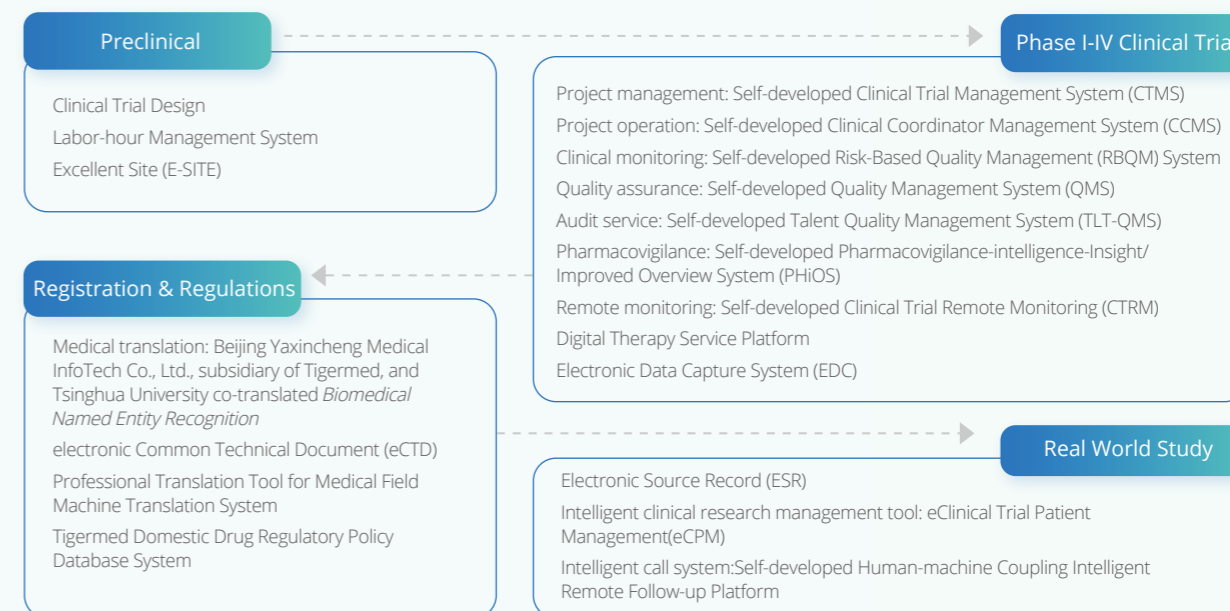 Preclinical
Clinical Trial Design
Labor-hour Management System
Excellent Site (E-SITE)
Phase I-IV Clinical Tria
Project management: Self-developed Clinical Trial Management System (CTMS)
Project operation: Self-developed Clinical Coordinator Management System (CCMS)
Clinical monitoring: Self-developed Risk-Based Quality Management (RBQM) System
Quality assurance: Self-developed Quality Management System (QMS)
Audit service: Self-developed Talent Quality Management System (TLT-QMS)
Pharmacovigilance: Self-developed Pharmacovigilance-intelligence-Insight/
Improved Overview System (PHiOS)
Remote monitoring: Self-developed Clinical Trial Remote Monitoring (CTRM)
Digital Therapy Service Platform
Electronic Data Capture System (EDC)
Registration & Regulations
Medical translation: Beijing Yaxincheng Medical
InfoTech Co., Ltd., subsidiary of Tigermed, and
Tsinghua University co-translated Biomedical
Named Entity Recognition
electronic Common Technical Document (eCTD)
Professional Translation Tool for Medical Field
Machine Translation System
Tigermed Domestic Drug Regulatory Policy
Database System
Real World Study
Electronic Source Record (ESR)
Intelligent clinical research management tool: eClinical Trial Patient
Management(eCPM)
Intelligent call system:Self-developed Human-machine Coupling Intelligent
Remote Follow-up Platform